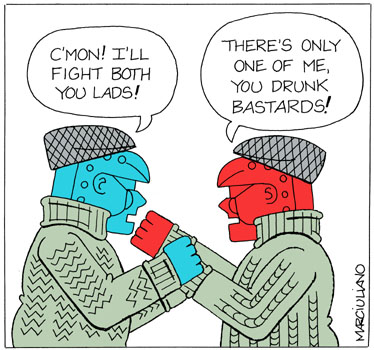 C'MON! I'LL
FIGHT BOTH
YOU LADS!
THERE'S ONLY
ONE OF ME,
YOU DRUNK
BASTARDS!
MARCIULIANO